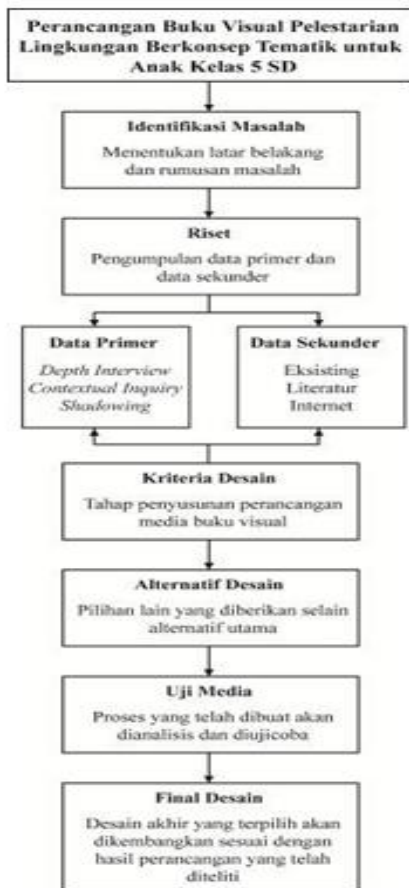 Perancangan Buku Visual Pelestarian
Lingkungan Berkonsep Tematik untuk
Anak Kelas 5 SD
Identifikasi Masalah
Menentukan latar belakang
dan rumusan masalah
Riset
Pengumpulan data primer dan
data sekunder
Data Primer
Depth Interview
Contextual Inquiry
Shadowing
Data Sekunder
Eksisting
Literatur
Internet
Kriteria Desain
Tahap penyusunan perancangan
media buku visual
Alternatif Desain
Pilihan lain yang diberikan selain
alternatif utama
Uji Media
Proses yang telah dibuat akan
dianalisis dan diujicoba
Final Desain
Desain akhir yang terpilih akan
dikembangkan sesuai dengan
hasil perancangan yang telah
diteliti